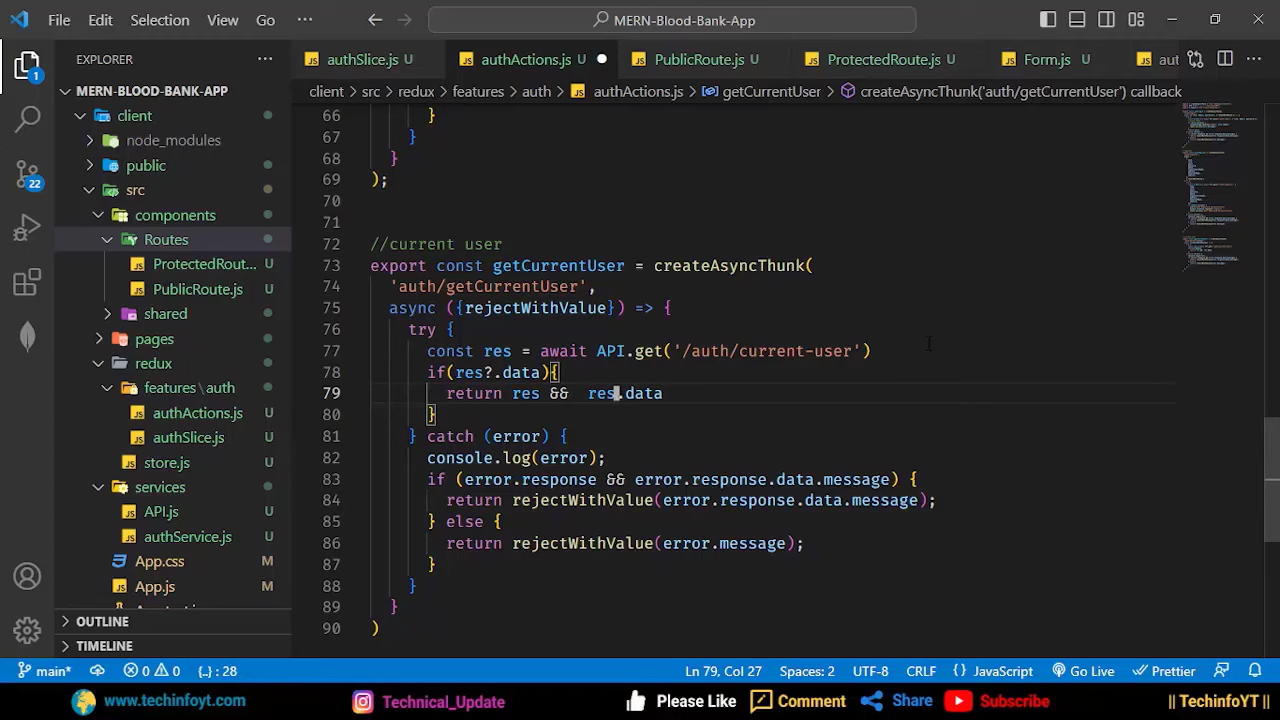 File Edit Selection View Go ··· MERN-Blood-Bank-App
EXPLORER ···
authSlice.js U authActions.js U PublicRoute.js U ProtectedRoute.js U Form.js U aut ···
MERN-BLOOD-BANK-APP
client > src > redux > features > auth > authActions.js > getCurrentUser > createAsyncThunk('auth/getCurrentUser') callback
1
22
client
node_modules
public
src
components
Routes
ProtectedRout... U
PublicRoute.js U
shared
pages
redux
features \ auth
authActions.js U
authSlice.js U
store.js U
services
API.js U
authService.js U
App.css M
App.js M
OUTLINE
TIMELINE
66 }
67 }
68 }
69 );
70
71
72 //current user
73 export const getCurrentUser = createAsyncThunk(
74 'auth/getCurrentUser',
75 async ({rejectWithValue}) => {
76 try {
77 const res = await API.get('/auth/current-user')
78 if(res?.data){
79 return res && res.data
80 }
81 } catch (error) {
82 console.log(error);
83 if (error.response && error.response.data.message) {
84 return rejectWithValue(error.response.data.message);
85 } else {
86 return rejectWithValue(error.message);
87 }
88 }
89 }
90 )
main* 0 0 {..} : 28 Ln 79, Col 27 Spaces: 2 UTF-8 CRLF {} JavaScript Go Live Prettier
www.techinfoyt.com Technical_Update Please Like Comment Share Subscribe || TechinfoYT ||